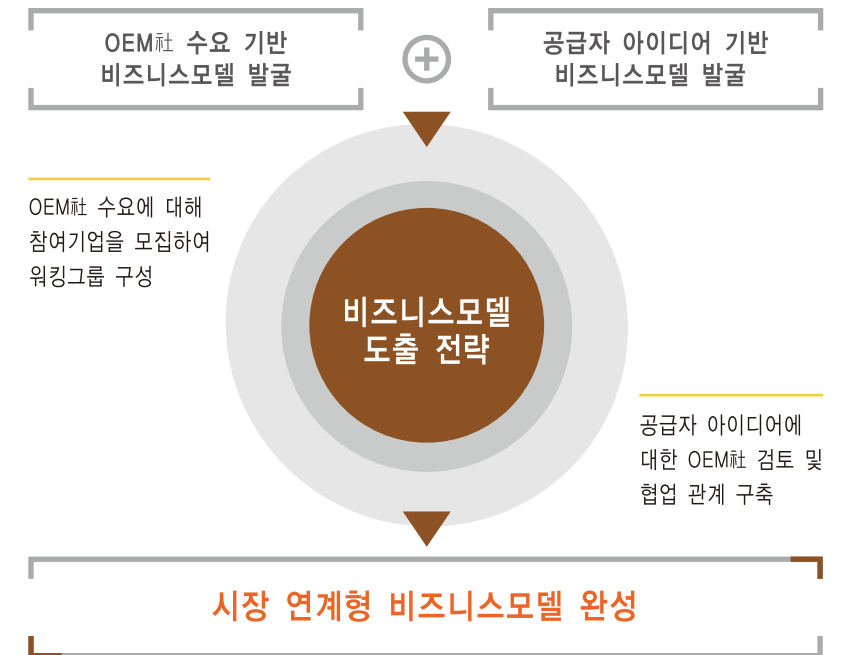 OEM社 수요 기반
비즈니스모델 발굴
공급자 아이디어 기반
비즈니스모델 발굴
OEM社 수요에 대해
참여기업을 모집하여
워킹그룹 구성
비즈니스모델
도출 전략
공급자 아이디어에
대한 OEM社 검토 및
협업 관계 구축
시장 연계형 비즈니스모델 완성